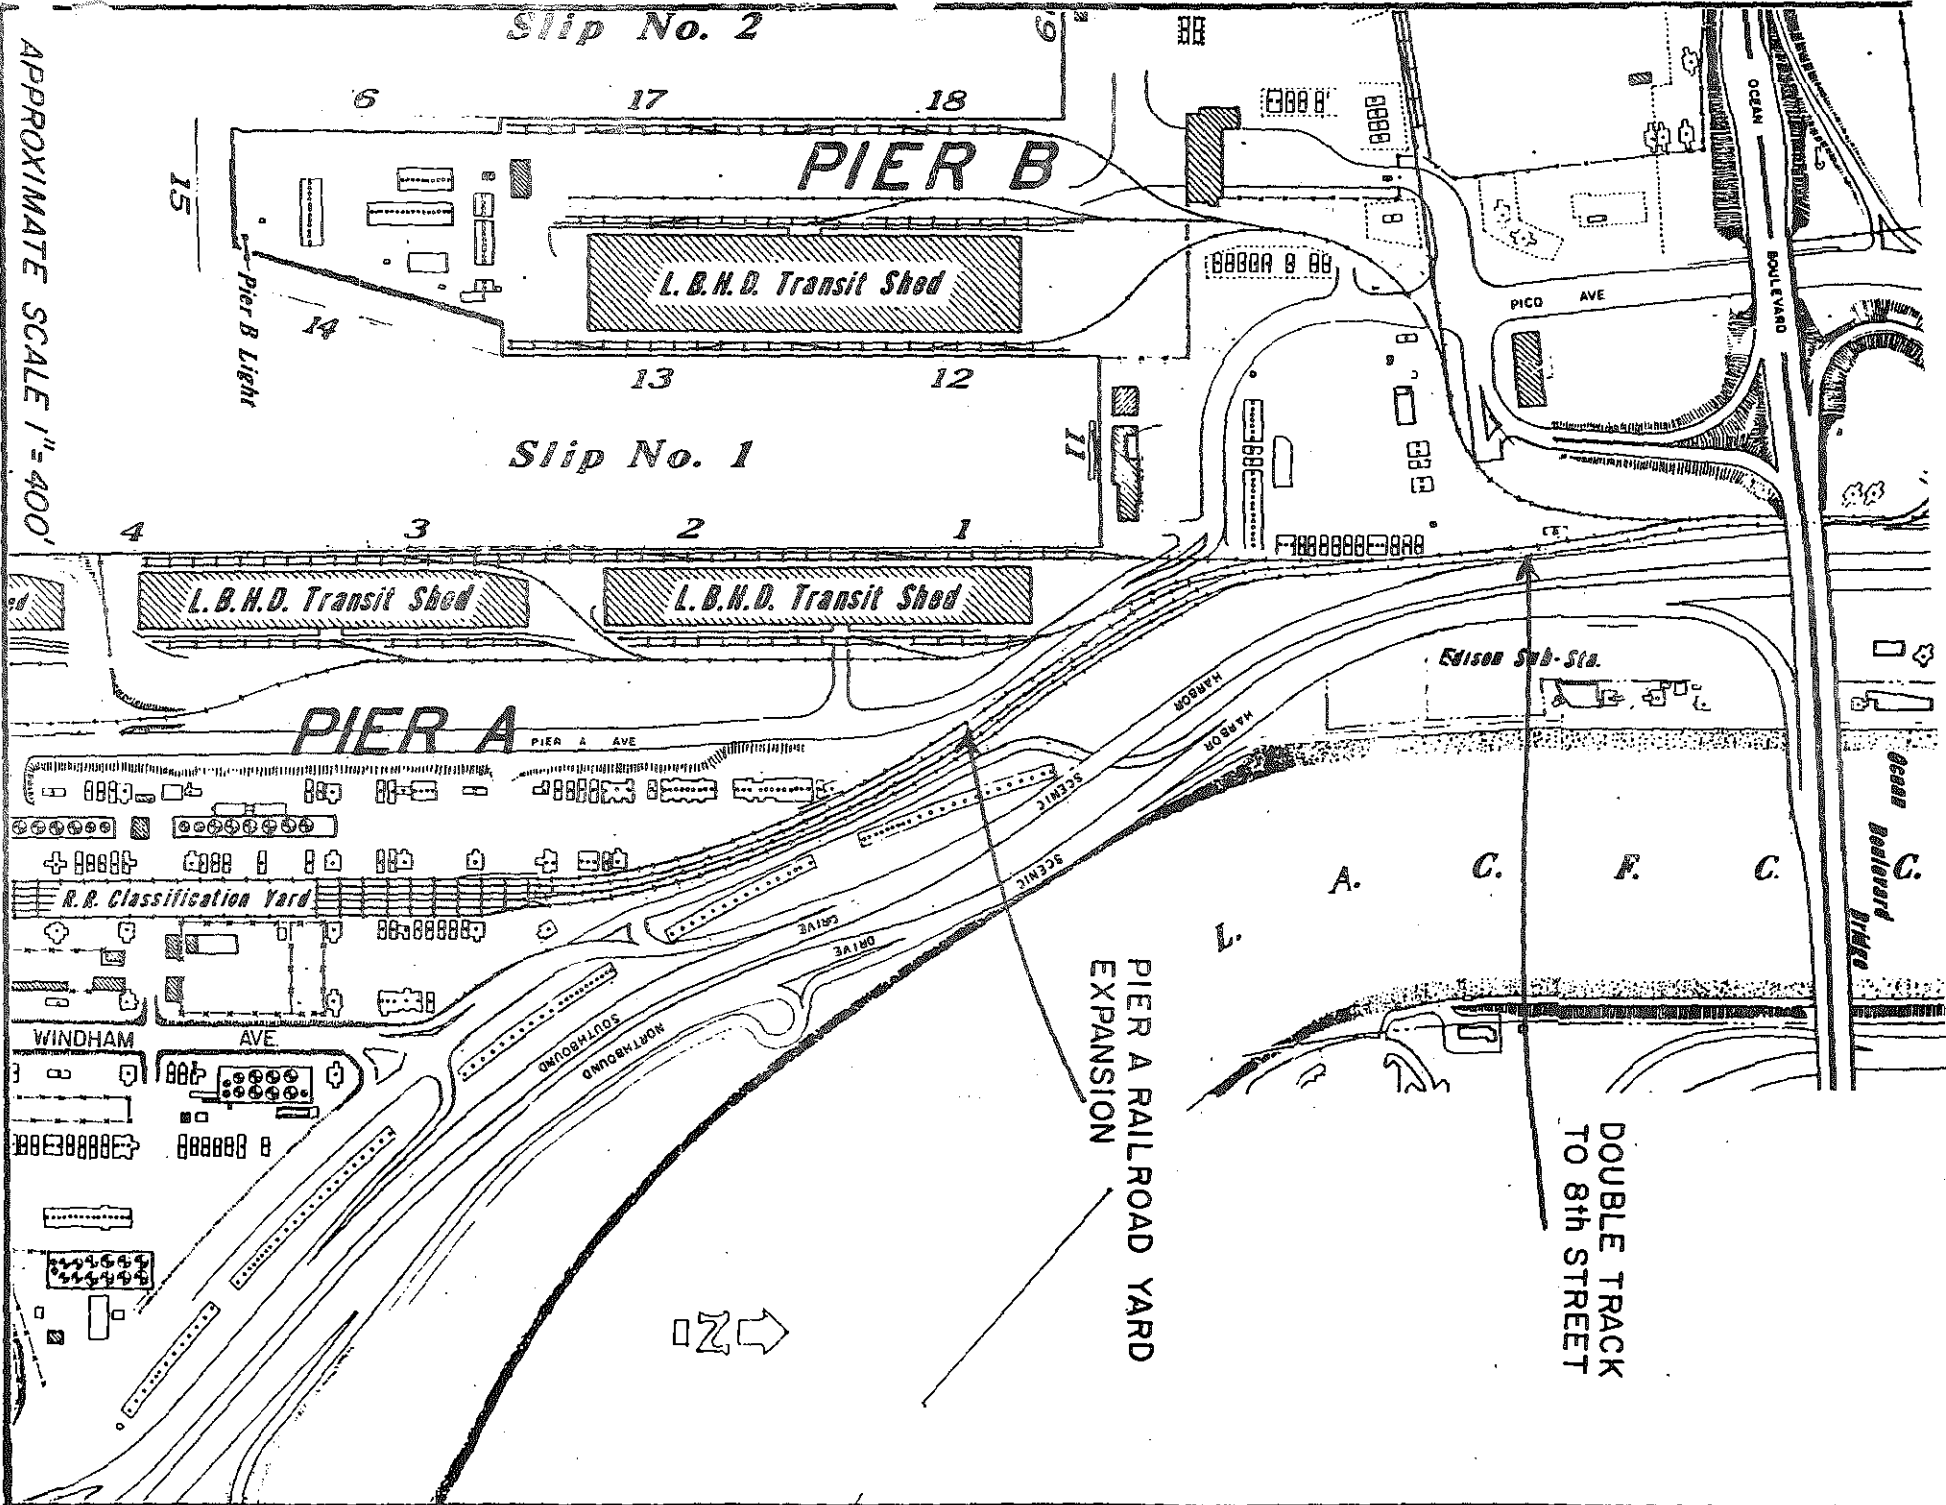 Slip No. 2
9
APPROXIMATE SCALE 1"=400'
6
17
18
PIER B
OCEAN
BOULEVARD
15
L.B.H.D. Transit Shed
Pier B Light
14
PICO AVE
13
12
11
Slip No. 1
4
3
2
1
L.B.H.D. Transit Shed
L.B.H.D. Transit Shed
Edison Sub-Sta.
HARBOR
HARBOR
PIER A
PIER A AVE
SCENIC
SCENIC
Ocean Boulevard Bridge
L. A. C. F. C. C.
R.R. Classification Yard
DRIVE
DRIVE
SOUTHBOUND
NORTHBOUND
WINDHAM AVE.
PIER A RAILROAD YARD
EXPANSION
DOUBLE TRACK
TO 8th STREET
N